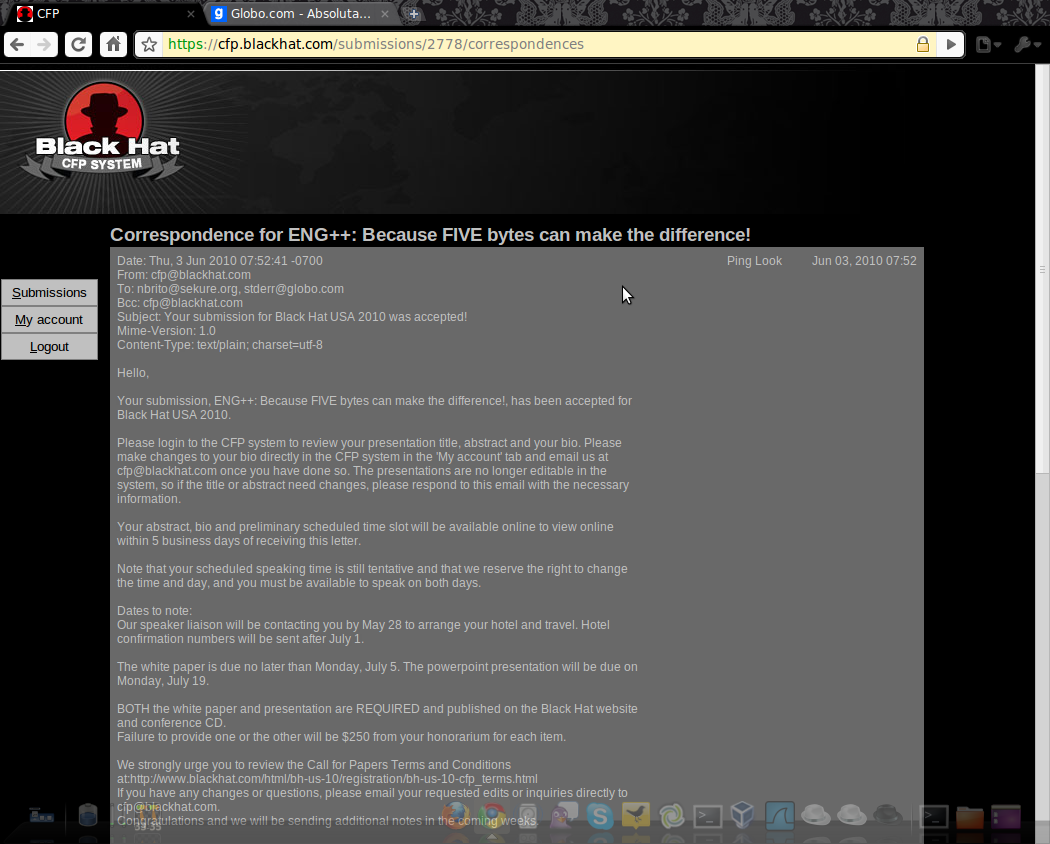 CFP
Globo.com - Absoluta...
https://cfp.blackhat.com/submissions/2778/correspondences
Black Hat
CFP SYSTEM
Correspondence for ENG++: Because FIVE bytes can make the difference!
Date: Thu, 3 Jun 2010 07:52:41 -0700
Ping Look
Jun 03, 2010 07:52
From: cfp@blackhat.com
To: nbrito@sekure.org, stderr@globo.com
Bcc: cfp@blackhat.com
Subject: Your submission for Black Hat USA 2010 was accepted!
Mime-Version: 1.0
Content-Type: text/plain; charset=utf-8
Submissions
My account
Logout
Hello,
Your submission, ENG++: Because FIVE bytes can make the difference!, has been accepted for
Black Hat USA 2010.
Please login to the CFP system to review your presentation title, abstract and your bio. Please
make changes to your bio directly in the CFP system in the 'My account' tab and email us at
cfp@blackhat.com once you have done so. The presentations are no longer editable in the
system, so if the title or abstract need changes, please respond to this email with the necessary
information.
Your abstract, bio and preliminary scheduled time slot will be available online to view online
within 5 business days of receiving this letter.
Note that your scheduled speaking time is still tentative and that we reserve the right to change
the time and day, and you must be available to speak on both days.
Dates to note:
Our speaker liaison will be contacting you by May 28 to arrange your hotel and travel. Hotel
confirmation numbers will be sent after July 1.
The white paper is due no later than Monday, July 5. The powerpoint presentation will be due on
Monday, July 19.
BOTH the white paper and presentation are REQUIRED and published on the Black Hat website
and conference CD.
Failure to provide one or the other will be $250 from your honorarium for each item.
We strongly urge you to review the Call for Papers Terms and Conditions
at:http://www.blackhat.com/html/bh-us-10/registration/bh-us-10-cfp_terms.html
If you have any changes or questions, please email your requested edits or inquiries directly to
cfp@blackhat.com.
Congratulations and we will be sending additional notes in the coming weeks.